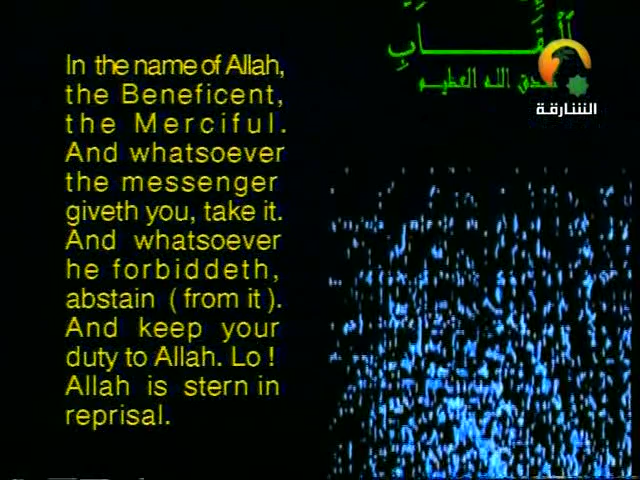 In the name of Allah,
the Beneficent,
the Merciful.
And whatsoever
the messenger
giveth you, take it.
And whatsoever
he forbiddeth,
abstain (from it).
And keep your
duty to Allah. Lo!
Allah is stern in
reprisal.
ٱلْعِقَابِ
صدق الله العظيم
الشارقة